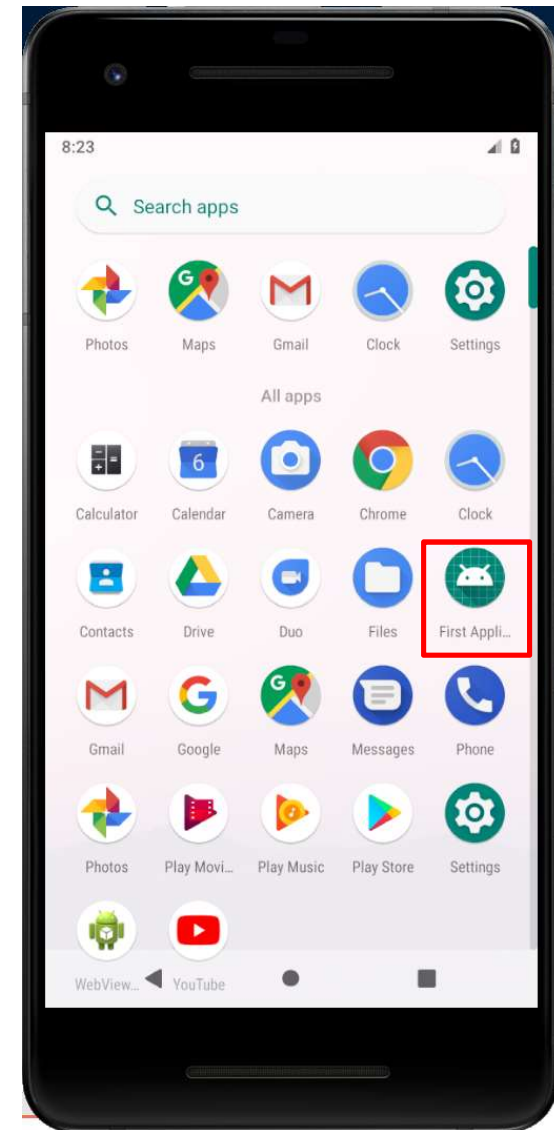 8:23
Search apps
Photos Maps Gmail Clock Settings
All apps
6
Calculator Calendar Camera Chrome Clock
Contacts Drive Duo Files First Appli...
Gmail Google Maps Messages Phone
Photos Play Movi... Play Music Play Store Settings
WebView... YouTube